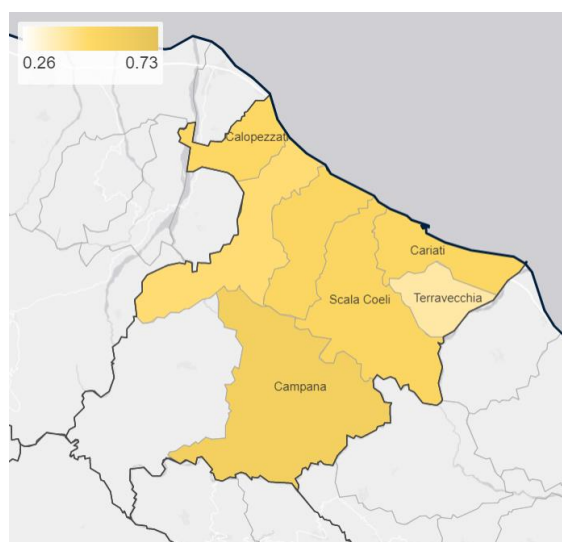 0.26 0.73
Calopezzati
Cariati
Scala Coeli
Terravecchia
Campana